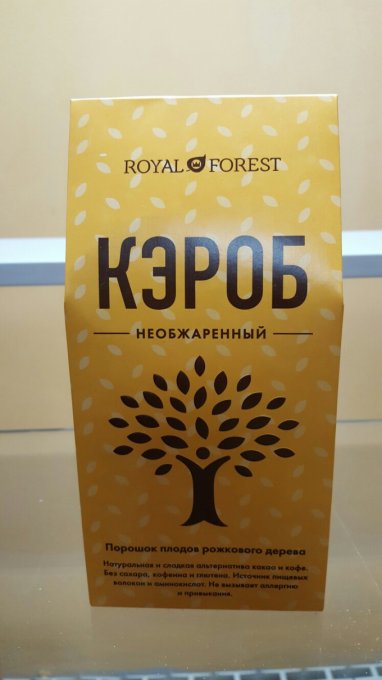 ROYAL FOREST
КЭРОБ
НЕОБЖАРЕННЫЙ
Порошок плодов рожкового дерева
Натуральная и сладкая альтернатива какао и кофе.
Без сахара, кофеина и глютена. Источник пищевых
волокон и аминокислот. Не вызывает аллергию
и привыкания.